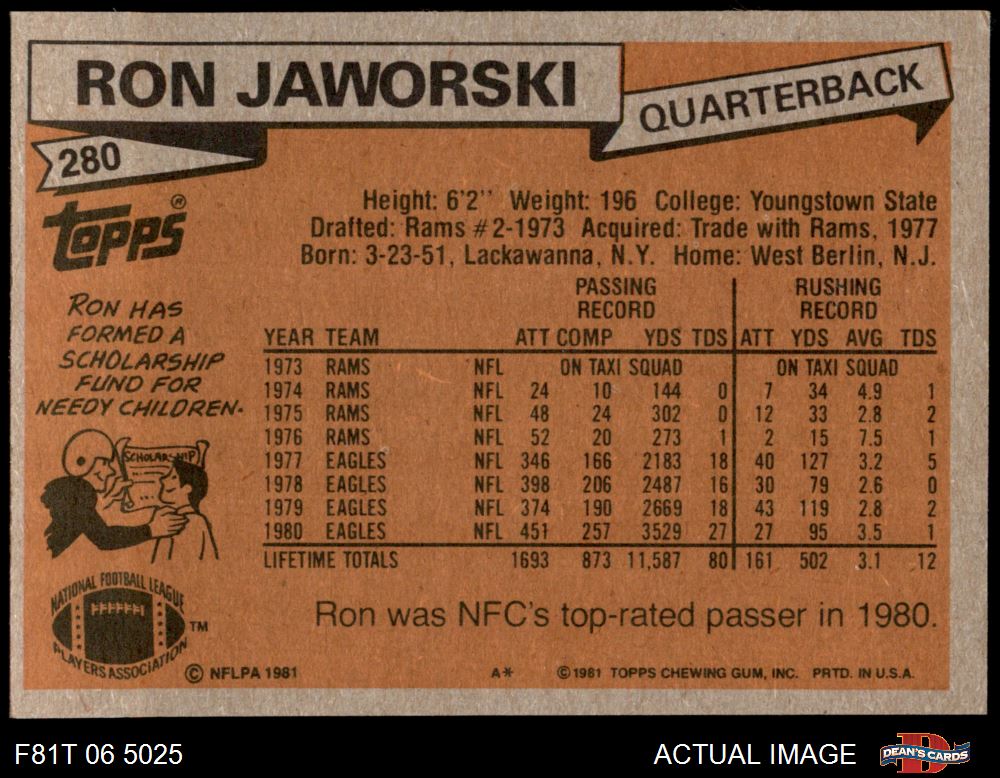 RON JAWORSKI
QUARTERBACK
280
Topps®
Height: 6'2'' Weight: 196 College: Youngstown State
Drafted: Rams #2-1973 Acquired: Trade with Rams, 1977
Born: 3-23-51, Lackawanna, N.Y. Home: West Berlin, N.J.
RON HAS
FORMED A
SCHOLARSHIP
FUND FOR
NEEDY CHILDREN.
SCHOLARSHIP
PASSING RECORD RUSHING RECORD
YEAR TEAM ATT COMP YDS TDS ATT YDS AVG TDS
1973 RAMS NFL ON TAXI SQUAD ON TAXI SQUAD
1974 RAMS NFL 24 10 144 0 7 34 4.9 1
1975 RAMS NFL 48 24 302 0 12 33 2.8 2
1976 RAMS NFL 52 20 273 1 2 15 7.5 1
1977 EAGLES NFL 346 166 2183 18 40 127 3.2 5
1978 EAGLES NFL 398 206 2487 16 30 79 2.6 0
1979 EAGLES NFL 374 190 2669 18 43 119 2.8 2
1980 EAGLES NFL 451 257 3529 27 27 95 3.5 1
LIFETIME TOTALS 1693 873 11,587 80 161 502 3.1 12
NATIONAL FOOTBALL LEAGUE
PLAYERS ASSOCIATION
TM
Ron was NFC's top-rated passer in 1980.
© NFLPA 1981 A* ©1981 TOPPS CHEWING GUM, INC. PRTD. IN U.S.A.
F81T 06 5025 ACTUAL IMAGE D DEAN'S CARDS